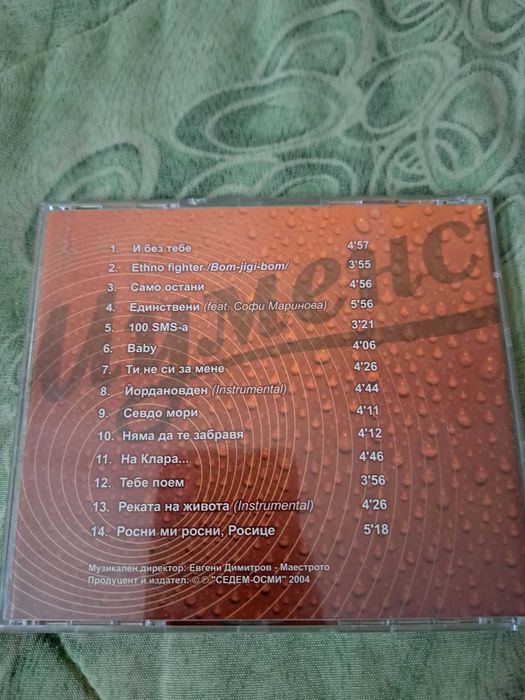 Изменс
1. И без тебе 4'57
2. Ethno fighter /Bom-jigi-bom/ 3'55
3. Само остани 4'56
4. Единствени (feat. Софи Маринова) 5'56
5. 100 SMS-а 3'21
6. Baby 4'06
7. Ти не си за мене 4'26
8. Йордановден (Instrumental) 4'44
9. Севдо мори 4'11
10. Няма да те забравя 4'12
11. На Клара... 4'46
12. Тебе поем 3'56
13. Реката на живота (Instrumental) 4'26
14. Росни ми росни, Росице 5'18
Музикален директор: Евгени Димитров - Маестрото
Продуцент и издател: © ℗ "СЕДЕМ-ОСМИ" 2004